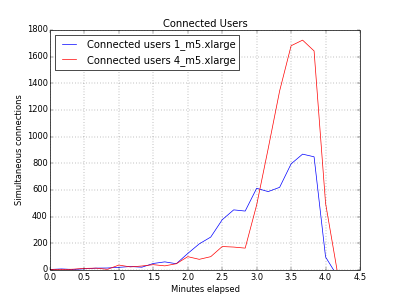 Connected Users
1800
1600
1400
1200
1000
800
600
400
200
0
Simultaneous connections
Connected users 1_m5.xlarge
Connected users 4_m5.xlarge
0.0 0.5 1.0 1.5 2.0 2.5 3.0 3.5 4.0 4.5
Minutes elapsed